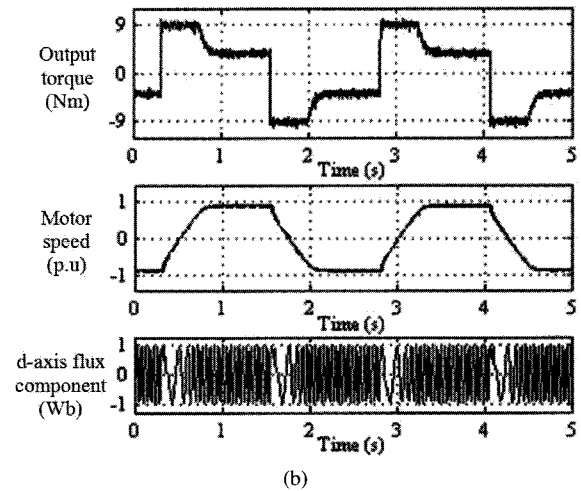 Output
torque
(Nm)
9
0
-9
0 1 2 3 4 5
Time (s)
Motor
speed
(p.u)
1
0
-1
0 1 2 3 4 5
Time (s)
d-axis flux
component
(Wb)
1
0
-1
0 1 2 3 4 5
Time (s)
(b)